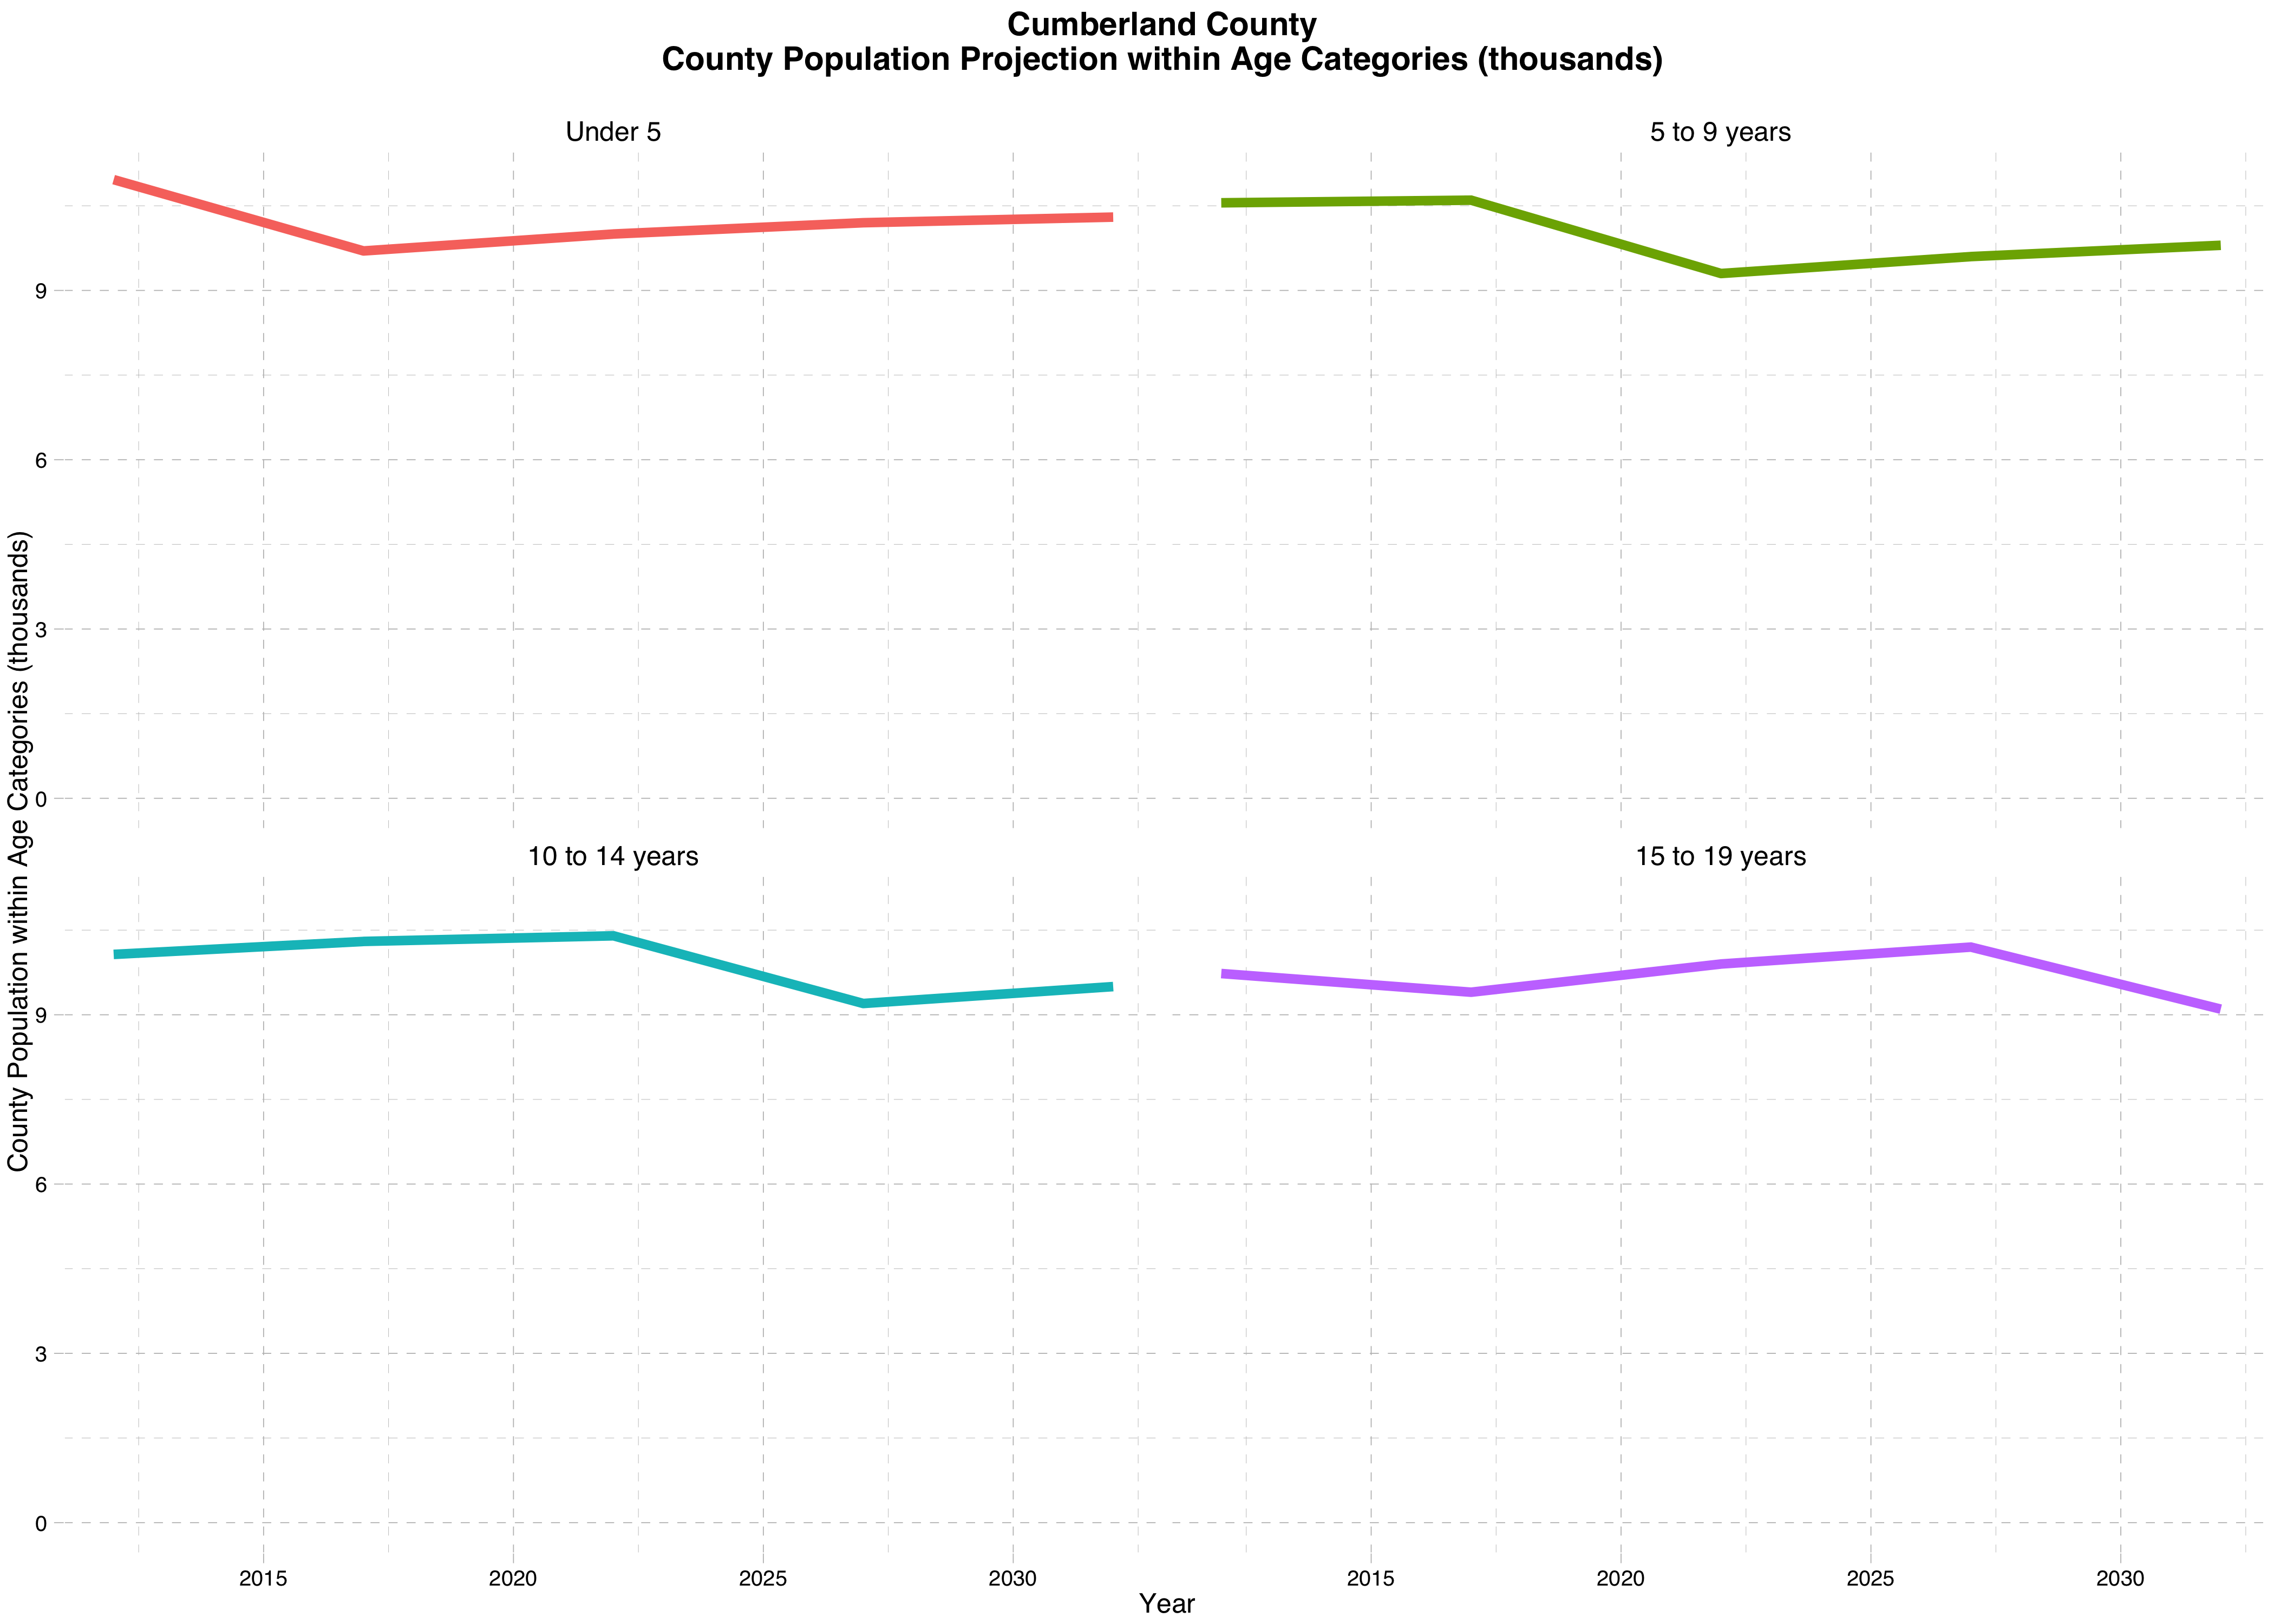 Cumberland County
County Population Projection within Age Categories (thousands)
Under 5
5 to 9 years
9
6
3
0
County Population within Age Categories (thousands)
10 to 14 years
15 to 19 years
9
6
3
0
2015 2020 2025 2030 2015 2020 2025 2030
Year